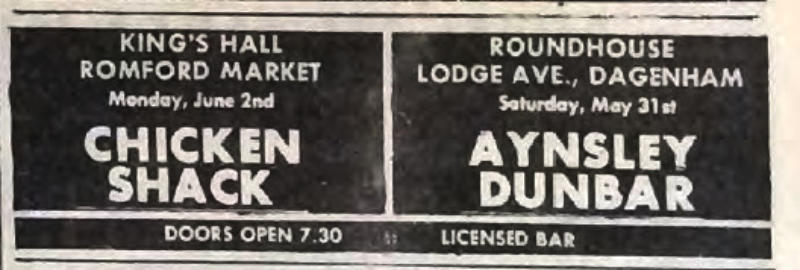 KING'S HALL
ROMFORD MARKET
Monday, June 2nd
CHICKEN
SHACK
ROUNDHOUSE
LODGE AVE., DAGENHAM
Saturday, May 31st
AYNSLEY
DUNBAR
DOORS OPEN 7.30 :: LICENSED BAR